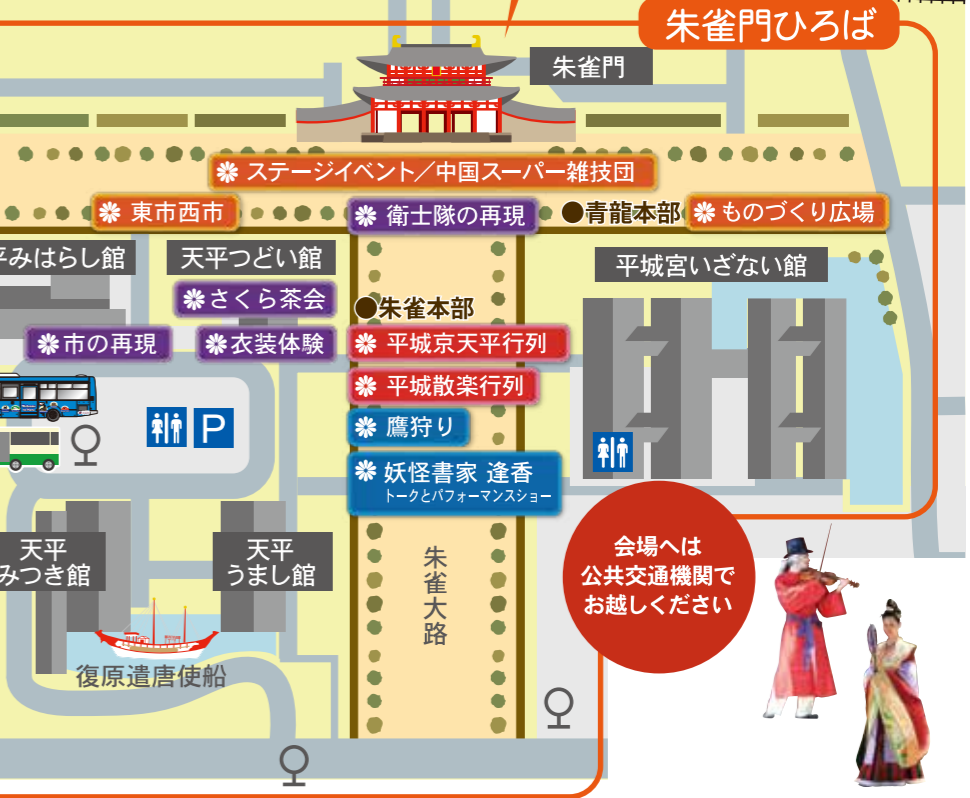 朱雀門ひろば
朱雀門
ステージイベント／中国スーパー雑技団
東市西市
衛士隊の再現
●青龍本部
ものづくり広場
みはらし館
天平つどい館
平城宮いざない館
さくら茶会
●朱雀本部
市の再現
衣装体験
平城京天平行列
平城散楽行列
P
鷹狩り
妖怪書家 逢香
トークとパフォーマンスショー
天平
みつき館
天平
うまし館
朱雀大路
会場へは
公共交通機関で
お越しください
復原遣唐使船